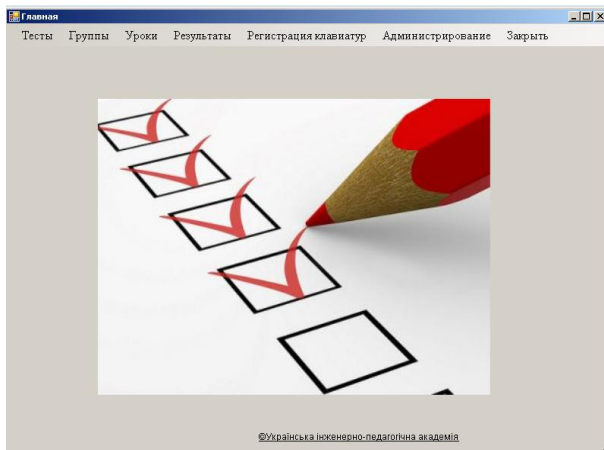 Главная
Тесты Группы Уроки Результаты Регистрация клавиатур Администрирование Закрыть
©Українська інженерно-педагогічна академія